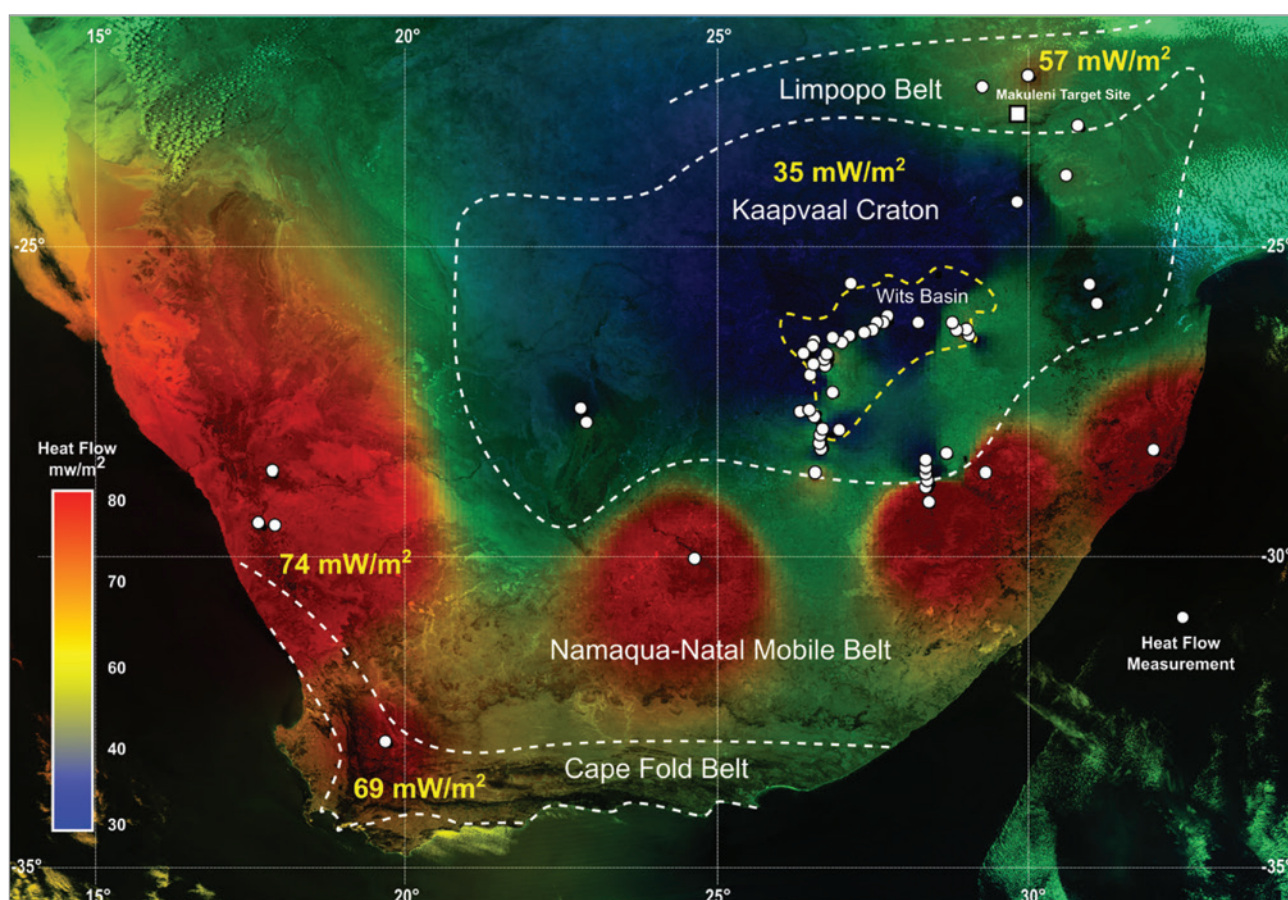 15°
20°
25°
57 mW/m²
Limpopo Belt
Makuleni Target Site
35 mW/m²
Kaapvaal Craton
-25°
-25°
Wits Basin
Heat Flow
mw/m²
80
70
60
40
30
74 mW/m²
-30°
-30°
Namaqua-Natal Mobile Belt
Heat Flow
Measurement
Cape Fold Belt
69 mW/m²
-35°
-35°
15°
20°
25°
30°